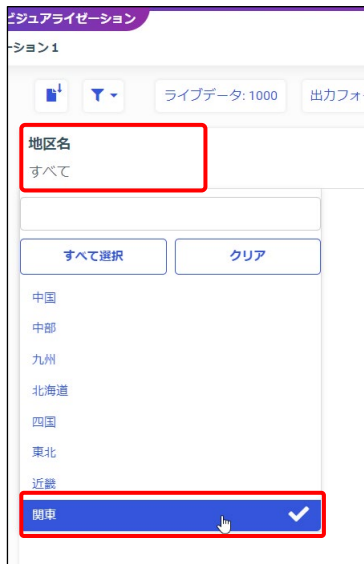 ビジュアライゼーション
ーション 1
ライブデータ: 1000
出力フォー
地区名
すべて
すべて選択
クリア
中国
中部
九州
北海道
四国
東北
近畿
関東